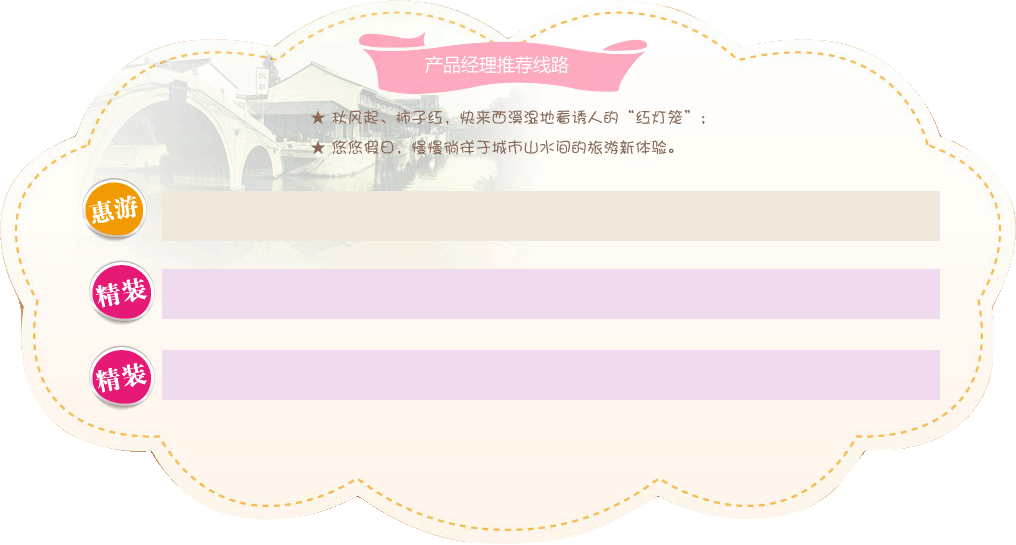 产品经理推荐线路
★ 秋风起、柿子红，快来西溪湿地看诱人的“红灯笼”；
★ 悠悠假日，慢慢徜徉于城市山水间的旅游新体验。
惠游
精装
精装